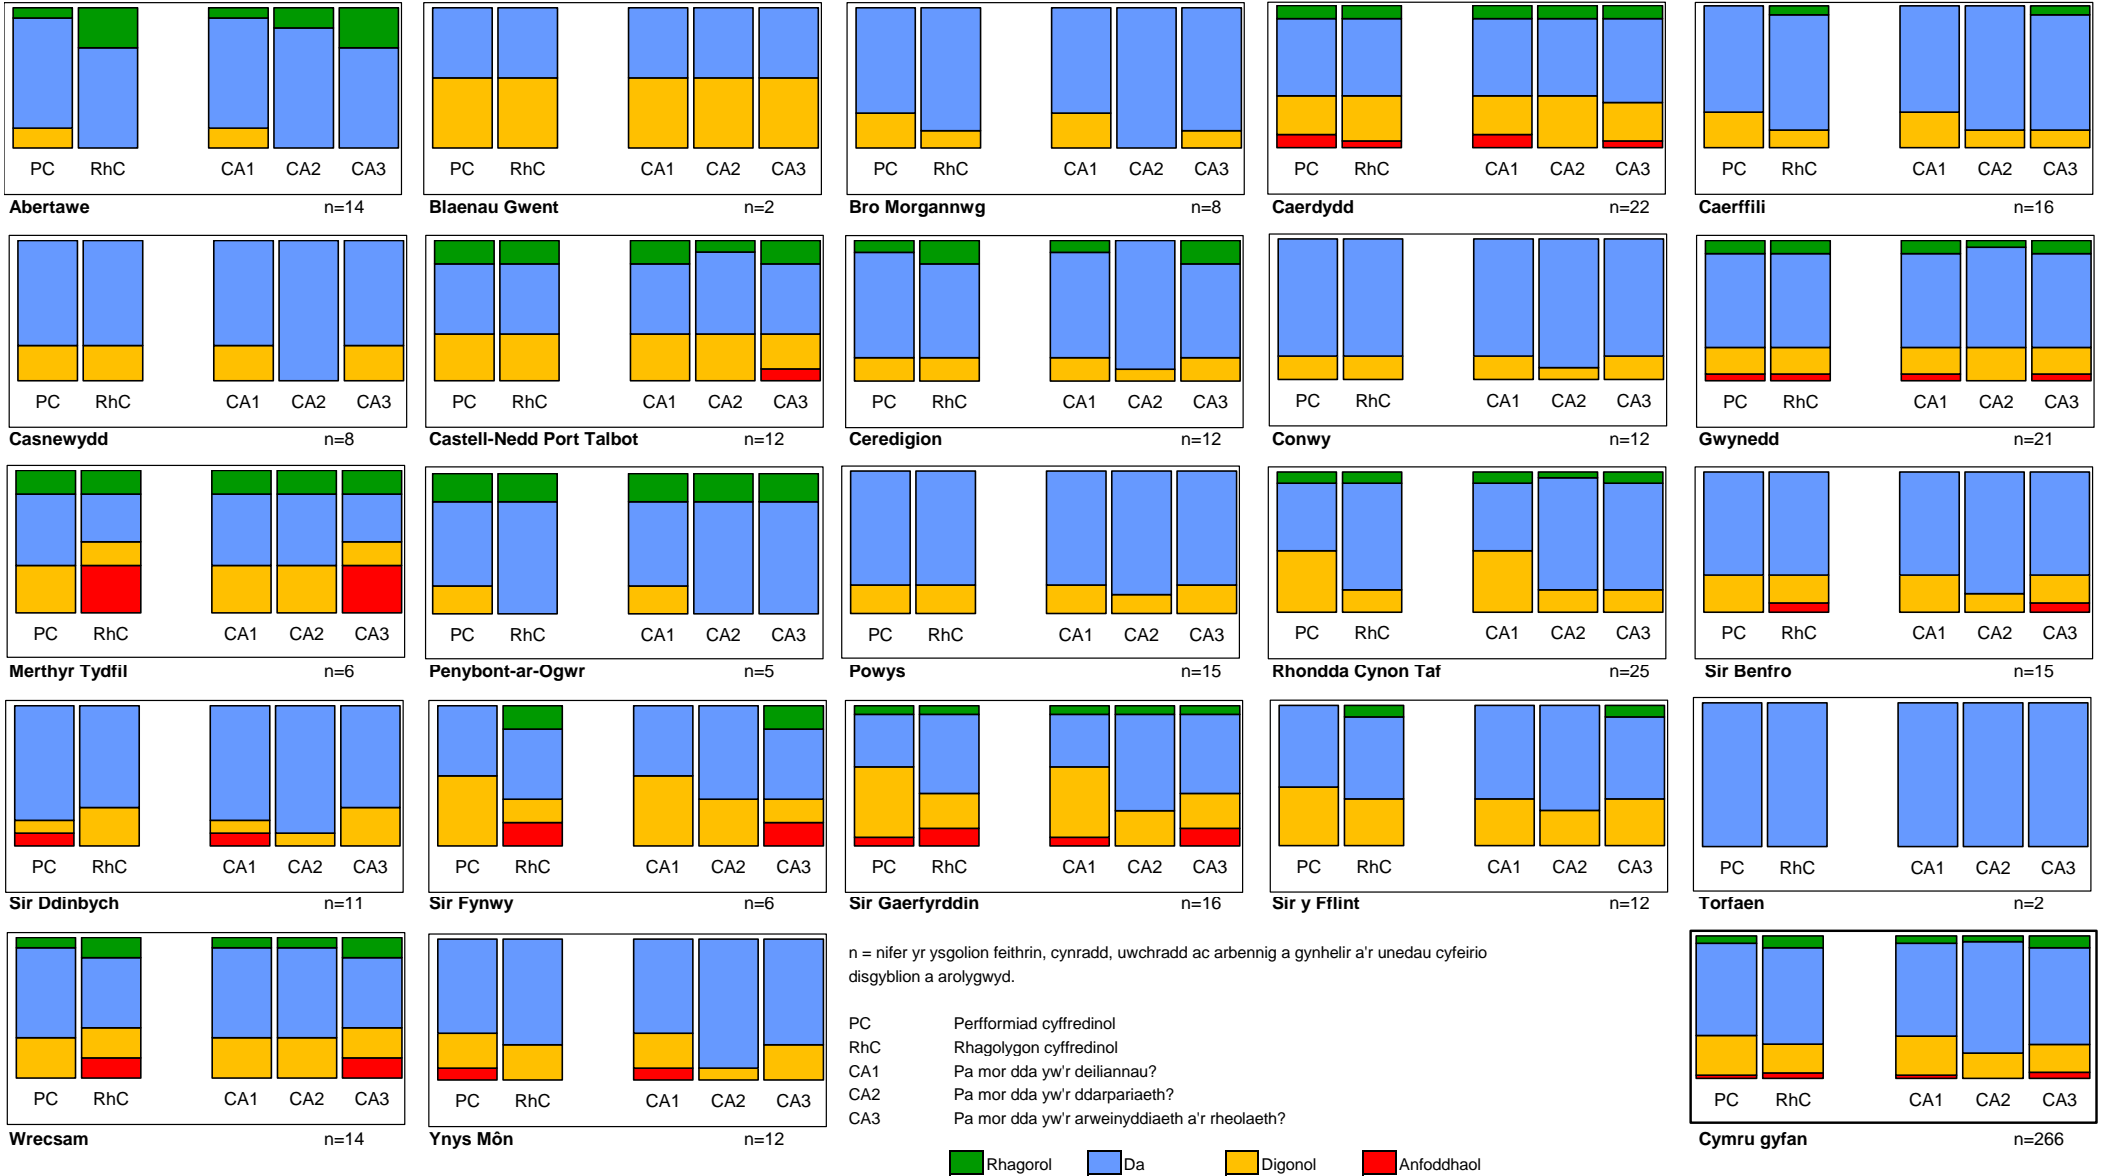 PC RhC CA1 CA2 CA3
Abertawe n=14
PC RhC CA1 CA2 CA3
Blaenau Gwent n=2
PC RhC CA1 CA2 CA3
Bro Morgannwg n=8
PC RhC CA1 CA2 CA3
Caerdydd n=22
PC RhC CA1 CA2 CA3
Caerffili n=16
PC RhC CA1 CA2 CA3
Casnewydd n=8
PC RhC CA1 CA2 CA3
Castell-Nedd Port Talbot n=12
PC RhC CA1 CA2 CA3
Ceredigion n=12
PC RhC CA1 CA2 CA3
Conwy n=12
PC RhC CA1 CA2 CA3
Gwynedd n=21
PC RhC CA1 CA2 CA3
Merthyr Tydfil n=6
PC RhC CA1 CA2 CA3
Penybont-ar-Ogwr n=5
PC RhC CA1 CA2 CA3
Powys n=15
PC RhC CA1 CA2 CA3
Rhondda Cynon Taf n=25
PC RhC CA1 CA2 CA3
Sir Benfro n=15
PC RhC CA1 CA2 CA3
Sir Ddinbych n=11
PC RhC CA1 CA2 CA3
Sir Fynwy n=6
PC RhC CA1 CA2 CA3
Sir Gaerfyrddin n=16
PC RhC CA1 CA2 CA3
Sir y Fflint n=12
PC RhC CA1 CA2 CA3
Torfaen n=2
PC RhC CA1 CA2 CA3
Wrecsam n=14
PC RhC CA1 CA2 CA3
Ynys Môn n=12
n = nifer yr ysgolion feithrin, cynradd, uwchradd ac arbennig a gynhelir a'r unedau cyfeirio
disgyblion a arolygwyd.
PC Perfformiad cyffredinol
RhC Rhagolygon cyffredinol
CA1 Pa mor dda yw'r deiliannau?
CA2 Pa mor dda yw'r ddarpariaeth?
CA3 Pa mor dda yw'r arweinyddiaeth a'r rheolaeth?
Rhagorol Da Digonol Anfoddhaol
PC RhC CA1 CA2 CA3
Cymru gyfan n=266